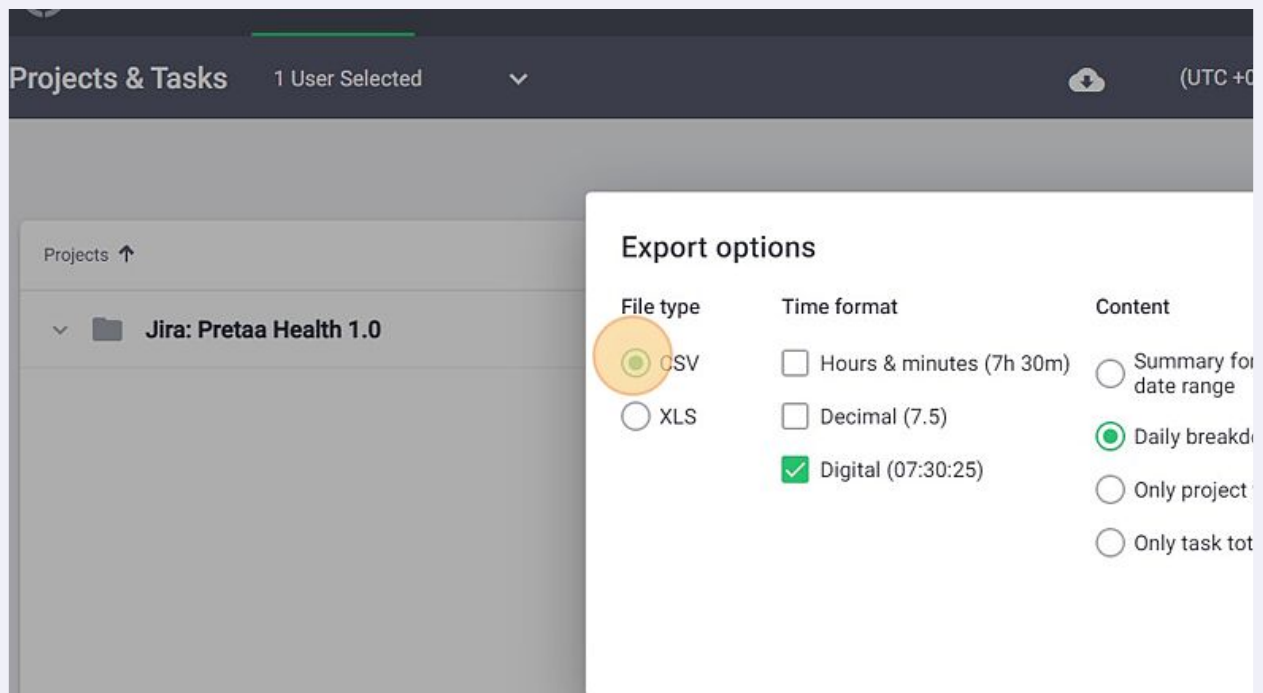 Projects & Tasks 1 User Selected (UTC +0
Projects
Jira: Pretaa Health 1.0
Export options
File type Time format Content
CSV Hours & minutes (7h 30m) Summary for
date range
XLS Decimal (7.5) Daily breakd
Digital (07:30:25) Only project
Only task tot